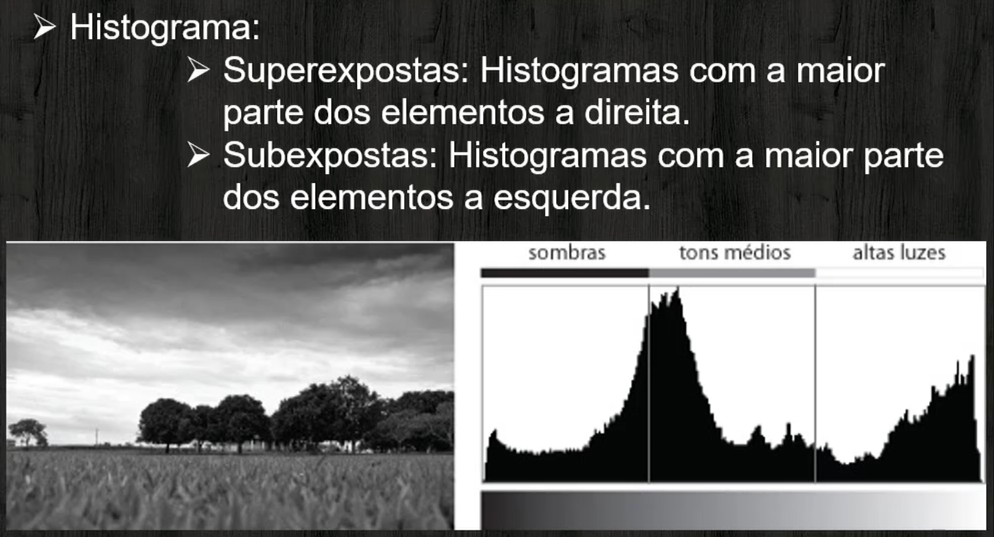 ➢ Histograma:
➢ Superexpostas: Histogramas com a maior
parte dos elementos a direita.
➢ Subexpostas: Histogramas com a maior parte
dos elementos a esquerda.
sombras tons médios altas luzes